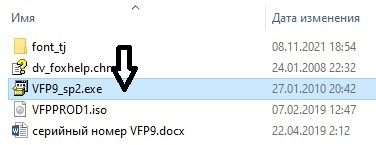 Имя Дата изменения
font_tj 08.11.2021 18:54
dv_foxhelp.chm 24.01.2008 22:32
VFP9_sp2.exe 27.01.2010 20:42
VFPPROD1.iso 07.02.2019 12:47
серийный номер VFP9.docx 22.04.2019 2:12